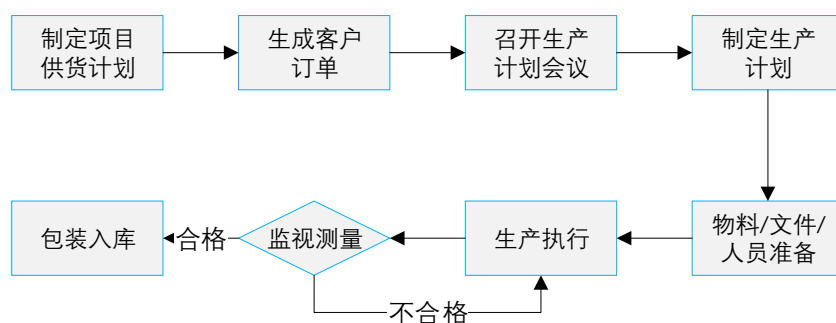 制定项目
供货计划
生成客户
订单
召开生产
计划会议
制定生产
计划
包装入库
合格
监视测量
生产执行
物料/文件/
人员准备
不合格